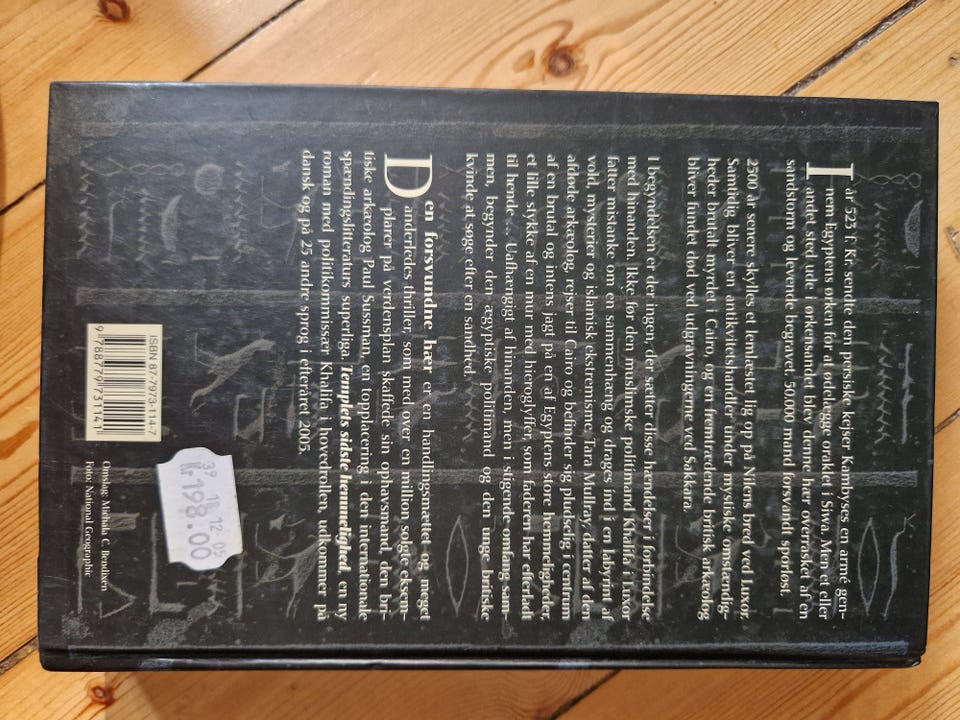 I år 523 f. Kr. sendte den persiske kejser Kambyses en armé gen-
nem Egyptens ørken for at ødelægge oraklet i Siwa. Men et eller
andet sted ude i ørkensandet blev denne hær overrasket af en
sandstorm og levende begravet. 50.000 mand forsvandt sporløst.
2500 år senere skylles et lemlæstet lig op på Nilens bred ved Luxor.
Samtidig bliver en antikvitetshandler under mystiske omstændig-
heder brutalt myrdet i Cairo, og en fremtrædende britisk arkæolog
bliver fundet død ved udgravningerne ved Sakkara.
I begyndelsen er der ingen, der sætter disse hændelser i forbindelse
med hinanden. Ikke før den muslimske politimand Khalifa i Luxor
fatter mistanke om en sammenhæng og drages ind i en labyrint af
vold, mysterier og islamisk ekstremisme. Tara Mullray, datter af den
afdøde arkæolog, rejser til Cairo og befinder sig pludselig i centrum
af en brutal og intens jagt på en af Egyptens store hemmeligheder,
et lille stykke af en mur med hieroglyffer, som faderen har efterladt
til hende ... Uafhængigt af hinanden, men i stigende omfang sam-
men, begynder den ægyptiske politimand og den unge britiske
kvinde at søge efter en sandhed.
Den forsvundne hær er en handlingsmættet og meget
anderledes thriller, som med over en million solgte eksem-
plarer på verdensplan skaffede sin ophavsmand, den bri-
tiske arkæolog Paul Sussman, en topplacering i den internationale
spændingslitteraturs superliga. Templets sidste hemmelighed, en ny
roman med politikommissær Khalifa i hovedrollen, udkommer på
dansk og på 25 andre sprog i efteråret 2005.
ISBN 87-7973-114-7
9 788779 731141
39 18 12 05
Kr 198.00
Omslag: Michala C. Bendixen
Foto: National Geographic